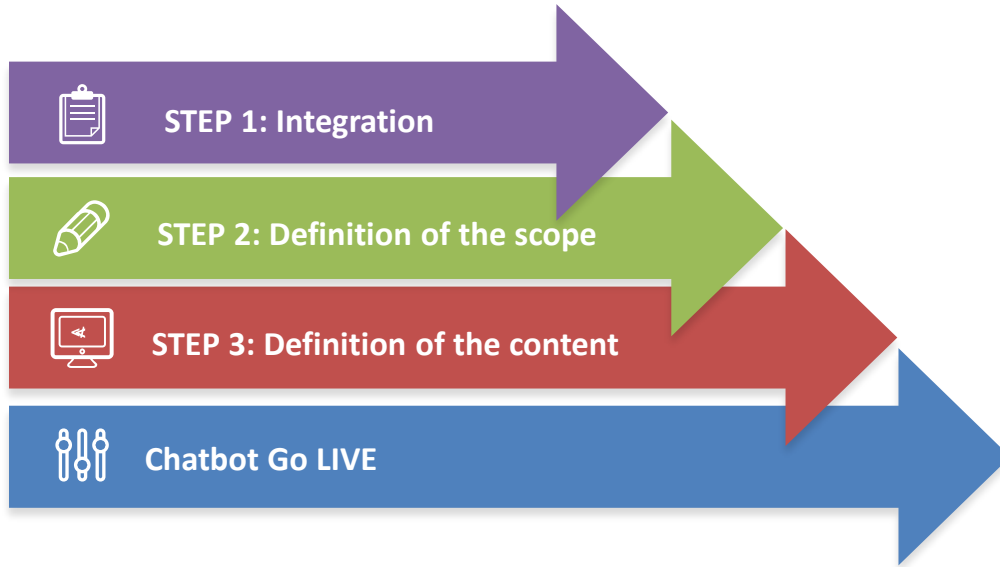 STEP 1: Integration
STEP 2: Definition of the scope
STEP 3: Definition of the content
Chatbot Go LIVE